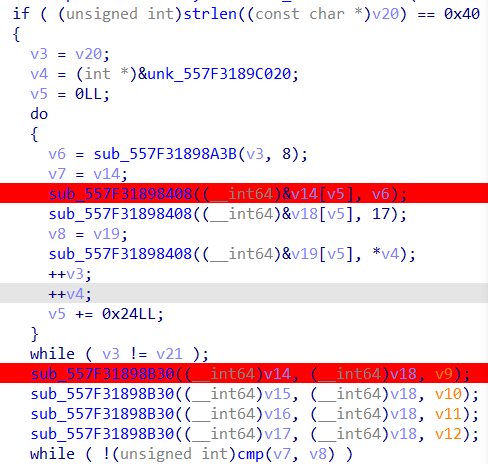 if ( (unsigned int)strlen((const char *)v20) == 0x40
{
v3 = v20;
v4 = (int *)&unk_557F3189C020;
v5 = 0LL;
do
{
v6 = sub_557F31898A3B(v3, 8);
v7 = v14;
sub_557F31898408((__int64)&v14[v5], v6);
sub_557F31898408((__int64)&v18[v5], 17);
v8 = v19;
sub_557F31898408((__int64)&v19[v5], *v4);
++v3;
++v4;
v5 += 0x24LL;
}
while ( v3 != v21 );
sub_557F31898B30((__int64)v14, (__int64)v18, v9);
sub_557F31898B30((__int64)v15, (__int64)v18, v10);
sub_557F31898B30((__int64)v16, (__int64)v18, v11);
sub_557F31898B30((__int64)v17, (__int64)v18, v12);
while ( !(unsigned int)cmp(v7, v8) )